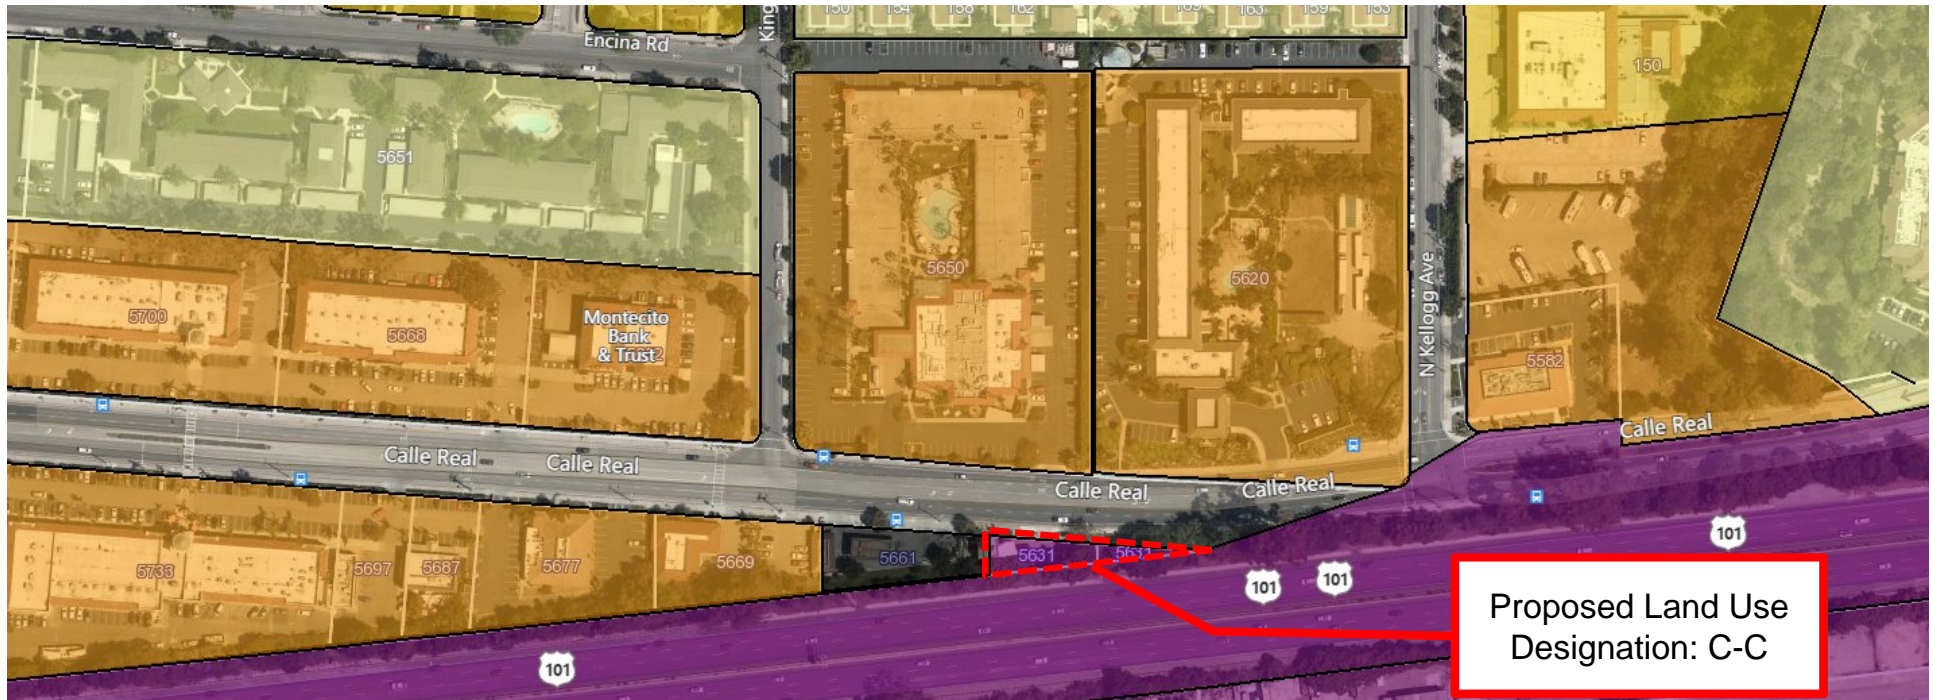 150
154
158
162
169
163
159
153
King
Encina Rd
150
5651
5650
5620
N Kellogg Ave
5700
5668
Montecito
Bank
& Trust
5582
Calle Real
Calle Real
Calle Real
Calle Real
Calle Real
5733
5697
5687
5677
5669
5661
5631
5631
101
101
101
101
Proposed Land Use
Designation: C-C